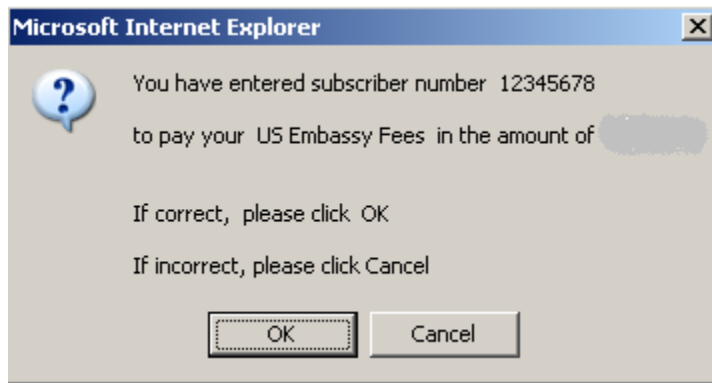 Microsoft Internet Explorer
You have entered subscriber number 12345678
to pay your US Embassy Fees in the amount of
If correct, please click OK
If incorrect, please click Cancel
OK
Cancel